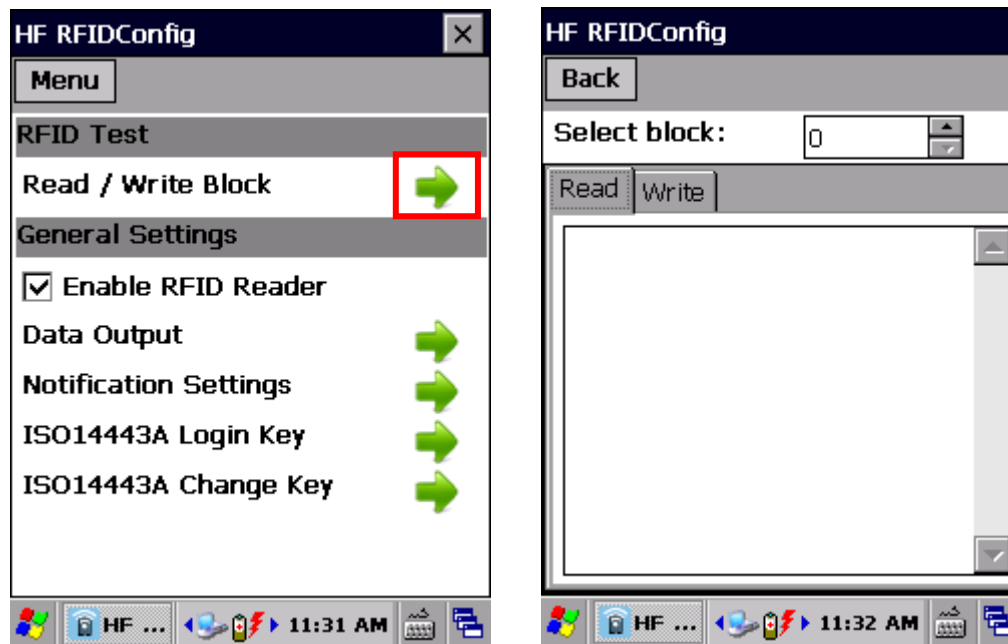 HF RFIDConfig
Menu
RFID Test
Read / Write Block
General Settings
Enable RFID Reader
Data Output
Notification Settings
ISO14443A Login Key
ISO14443A Change Key
HF ...
11:31 AM
HF RFIDConfig
Back
Select block:
0
Read
Write
HF ...
11:32 AM